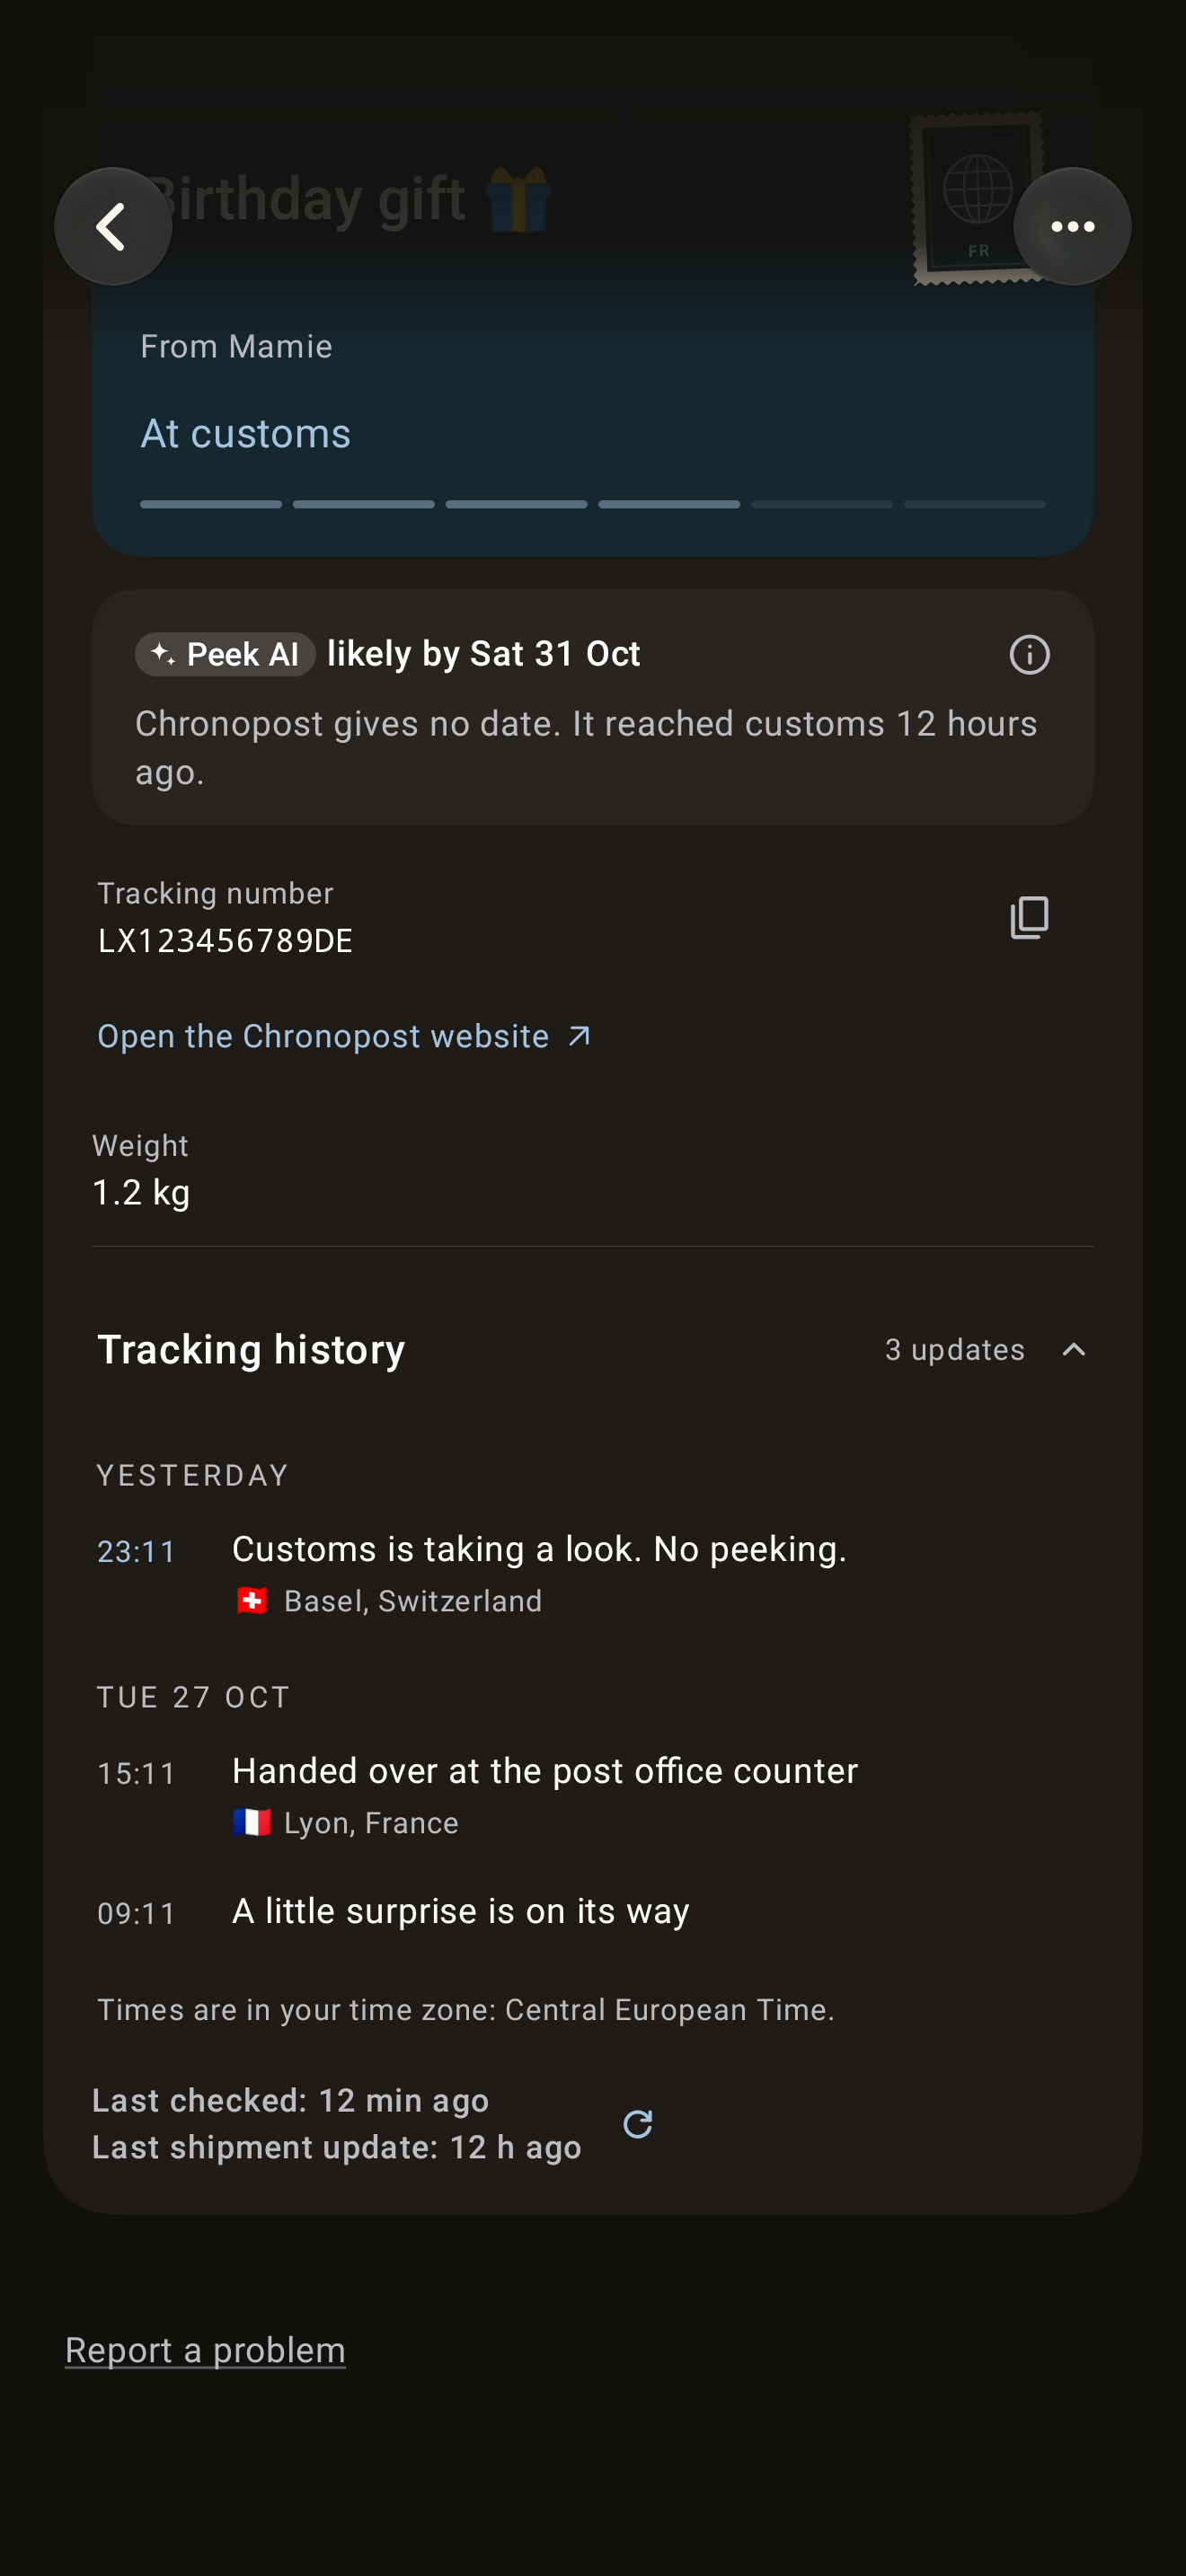 Birthday gift 🎁
FR
From Mamie
At customs
Peek AI likely by Sat 31 Oct
Chronopost gives no date. It reached customs 12 hours
ago.
Tracking number
LX123456789DE
Open the Chronopost website
Weight
1.2 kg
Tracking history
3 updates
YESTERDAY
23:11 Customs is taking a look. No peeking.
🇨🇭 Basel, Switzerland
TUE 27 OCT
15:11 Handed over at the post office counter
🇫🇷 Lyon, France
09:11 A little surprise is on its way
Times are in your time zone: Central European Time.
Last checked: 12 min ago
Last shipment update: 12 h ago
Report a problem